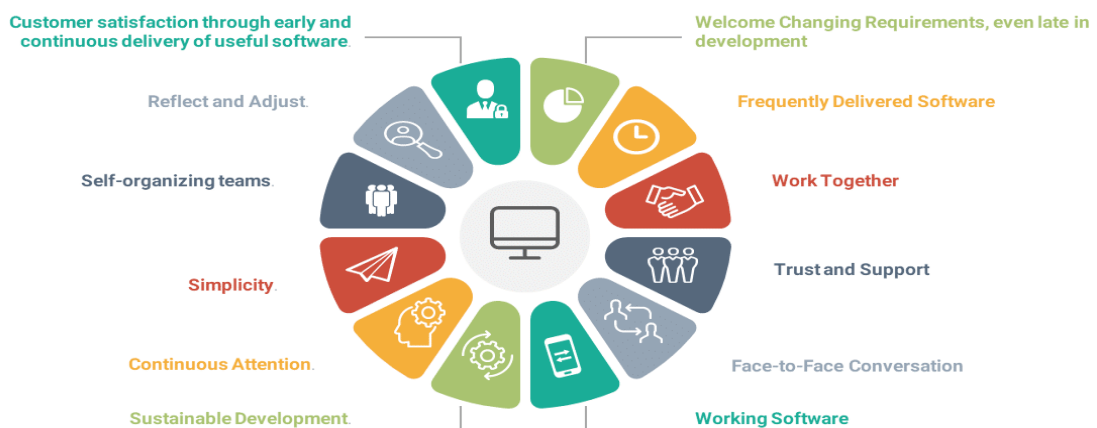 Customer satisfaction through early and
continuous delivery of useful software.
Welcome Changing Requirements, even late in
development
Reflect and Adjust.
Frequently Delivered Software
Self-organizing teams.
Work Together
Simplicity.
Trust and Support
Continuous Attention.
Face-to-Face Conversation
Sustainable Development.
Working Software